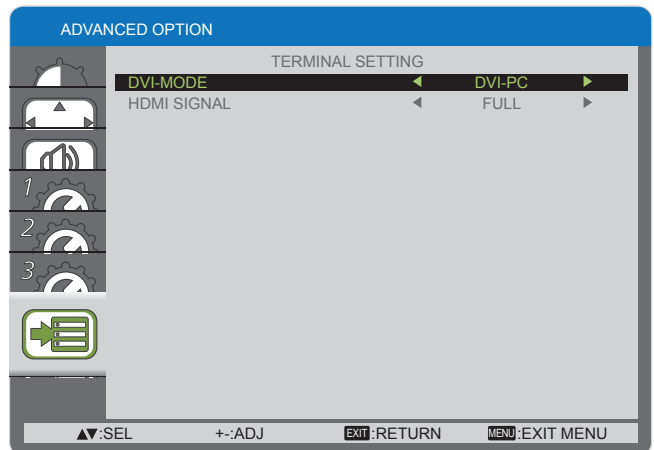 ADVANCED OPTION
TERMINAL SETTING
DVI-MODE ◀ DVI-PC ▶
HDMI SIGNAL ◀ FULL ▶
1
2
3
▲▼:SEL +-:ADJ EXIT:RETURN MENU:EXIT MENU